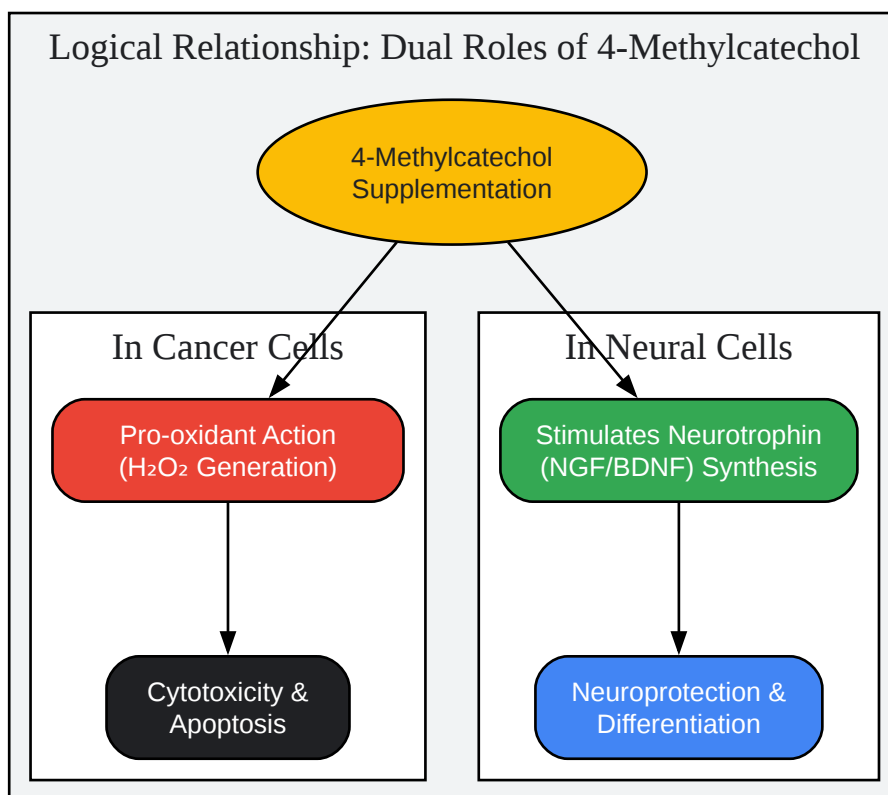 Logical Relationship: Dual Roles of 4-Methylcatechol
4-Methylcatechol
Supplementation
In Cancer Cells
Pro-oxidant Action
(H₂O₂ Generation)
Cytotoxicity &
Apoptosis
In Neural Cells
Stimulates Neurotrophin
(NGF/BDNF) Synthesis
Neuroprotection &
Differentiation